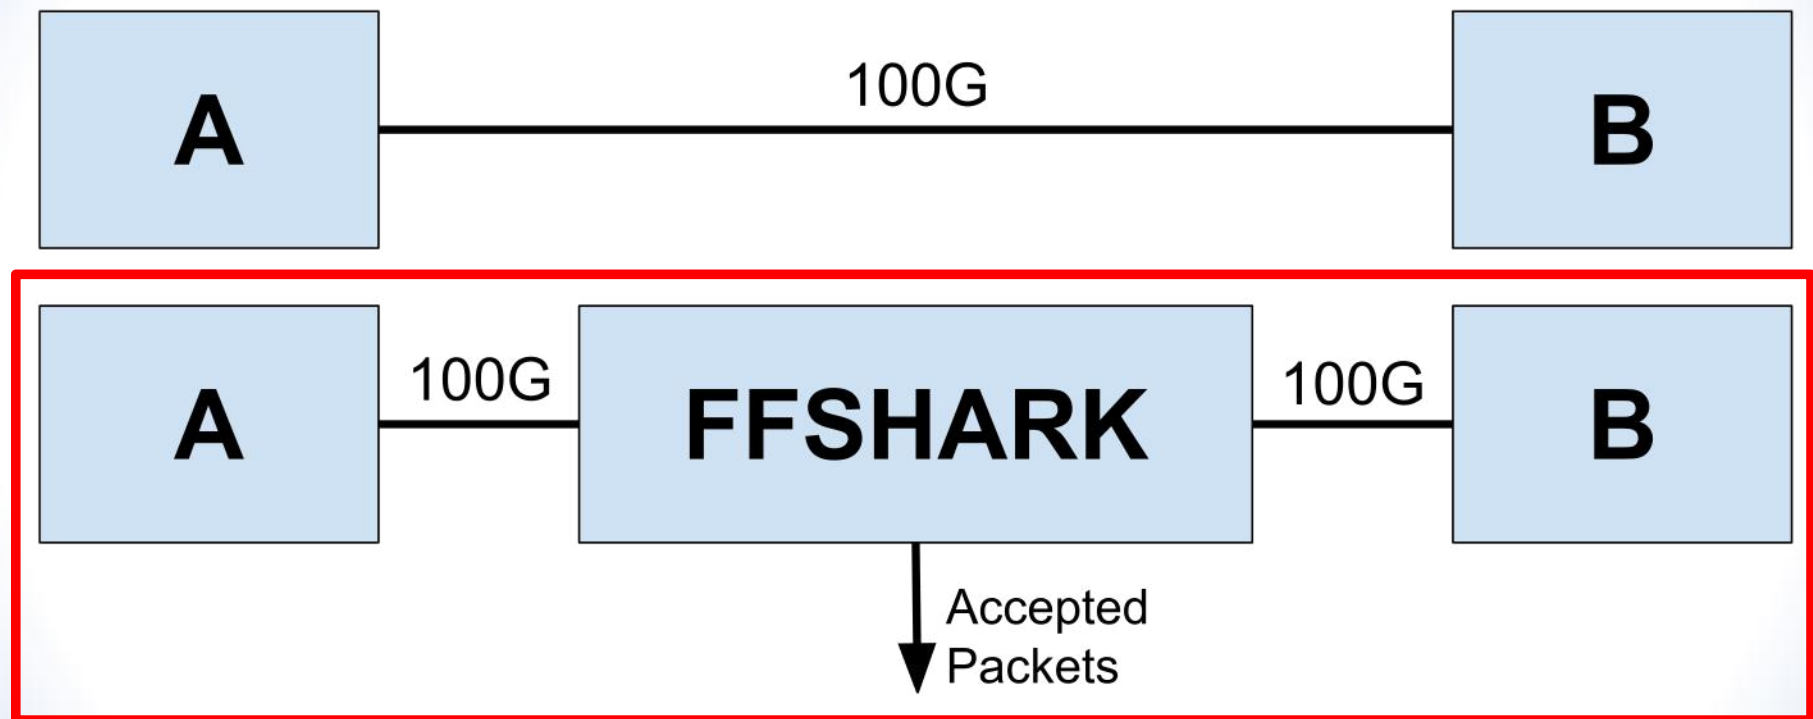 A
100G
B
A
100G
FFSHARK
100G
B
Accepted
Packets